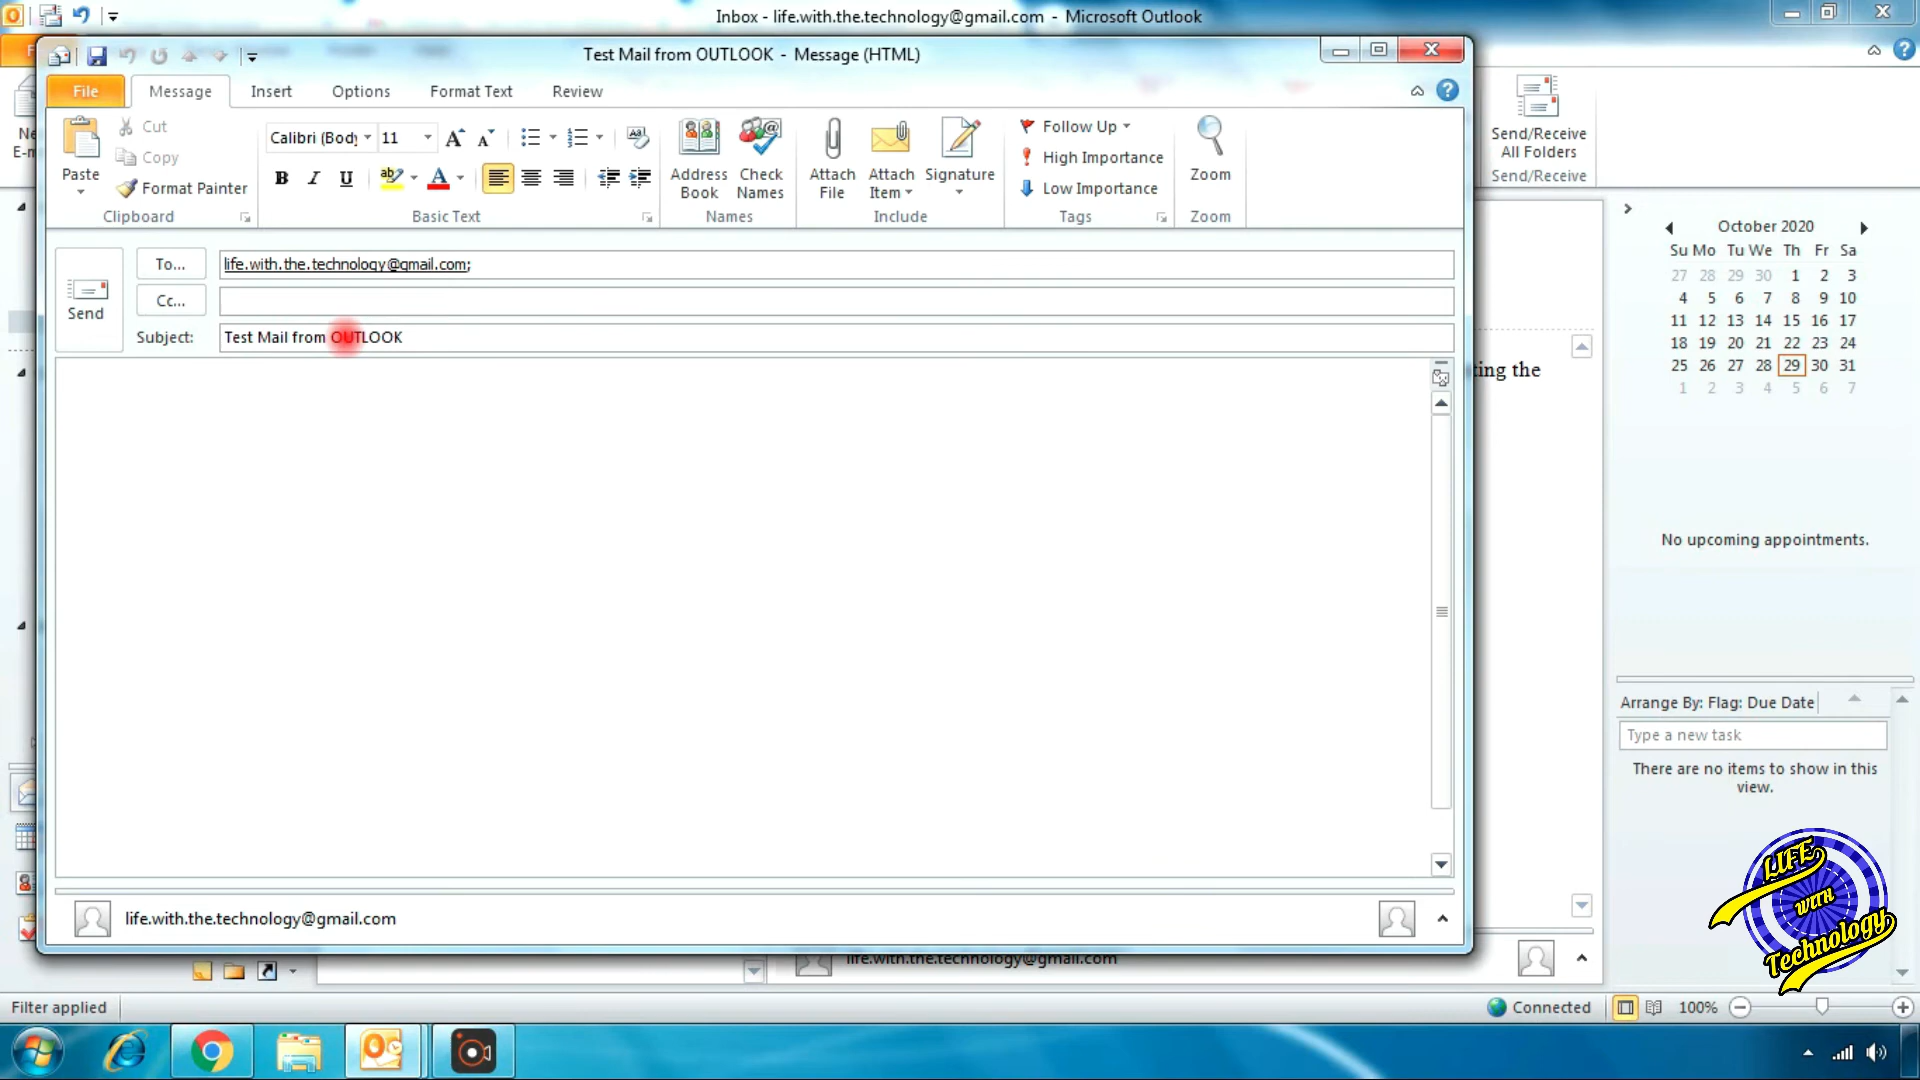 Inbox - life.with.the.technology@gmail.com - Microsoft Outlook
Test Mail from OUTLOOK - Message (HTML)
File Message Insert Options Format Text Review
Paste
Cut
Copy
Format Painter
Clipboard
Calibri (Body 11
B I U
Basic Text
Address Book
Check Names
Names
Attach File
Attach Item
Signature
Include
Follow Up
High Importance
Low Importance
Tags
Zoom
Zoom
Send/Receive
All Folders
Send/Receive
Send
To... life.with.the.technology@gmail.com;
Cc...
Subject: Test Mail from OUTLOOK
life.with.the.technology@gmail.com
ing the
October 2020
Su Mo Tu We Th Fr Sa
27 28 29 30 1 2 3
4 5 6 7 8 9 10
11 12 13 14 15 16 17
18 19 20 21 22 23 24
25 26 27 28 29 30 31
1 2 3 4 5 6 7
No upcoming appointments.
Arrange By: Flag: Due Date
Type a new task
There are no items to show in this
view.
LIFE
WITH
Technology
life.with.the.technology@gmail.com
Filter applied
Connected
100%